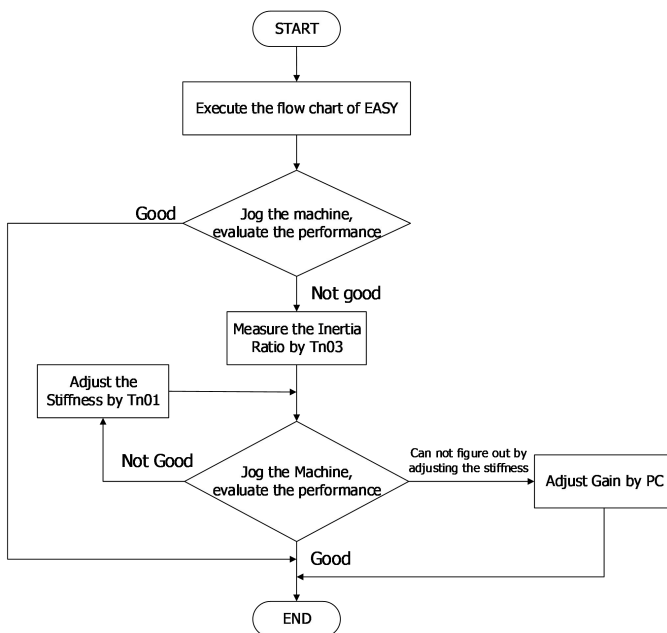 START
Execute the flow chart of EASY
Good
Jog the machine,
evaluate the performance
Not good
Measure the Inertia
Ratio by Tn03
Adjust the
Stiffness by Tn01
Not Good
Jog the Machine,
evaluate the performance
Can not figure out by
adjusting the stiffness
Adjust Gain by PC
Good
END